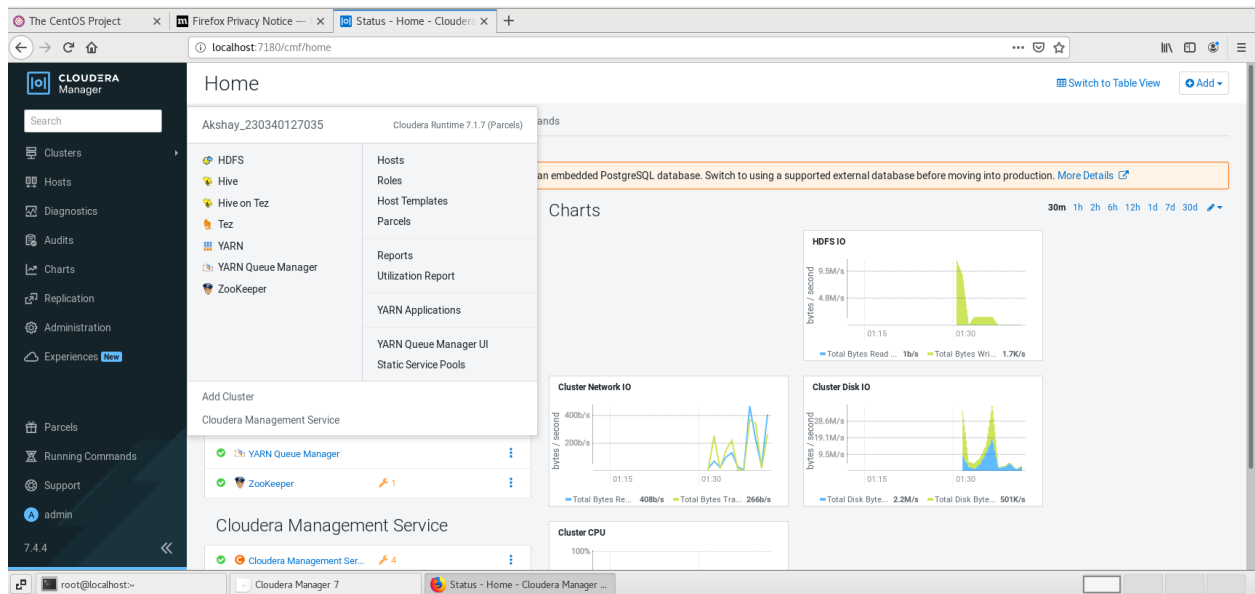 The CentOS Project
Firefox Privacy Notice —
Status - Home - Cloudera
localhost:7180/cmf/home
CLOUDERA
Manager
Search
Clusters
Hosts
Diagnostics
Audits
Charts
Replication
Administration
Experiences New
Parcels
Running Commands
Support
A admin
7.4.4
Home
Switch to Table View
Add
Akshay_230340127035
Cloudera Runtime 7.1.7 (Parcels)
HDFS
Hive
Hive on Tez
Tez
YARN
YARN Queue Manager
ZooKeeper
Hosts
Roles
Host Templates
Parcels
Reports
Utilization Report
YARN Applications
YARN Queue Manager UI
Static Service Pools
Add Cluster
Cloudera Management Service
ands
an embedded PostgreSQL database. Switch to using a supported external database before moving into production. More Details
Charts
30m 1h 2h 6h 12h 1d 7d 30d
HDFS IO
bytes / second
9.5M/s
4.8M/s
01:15 01:30
Total Bytes Read ... 1b/s Total Bytes Wri... 1.7K/s
YARN Queue Manager
ZooKeeper 1
Cloudera Management Service
Cloudera Management Ser... 4
Cluster Network IO
bytes / second
400b/s
200b/s
01:15 01:30
Total Bytes Re... 408b/s Total Bytes Tra... 266b/s
Cluster Disk IO
bytes / second
28.6M/s
19.1M/s
9.5M/s
01:15 01:30
Total Disk Byte... 2.2M/s Total Disk Byte... 501K/s
Cluster CPU
100%
root@localhost:~
Cloudera Manager 7
Status - Home - Cloudera Manager ...